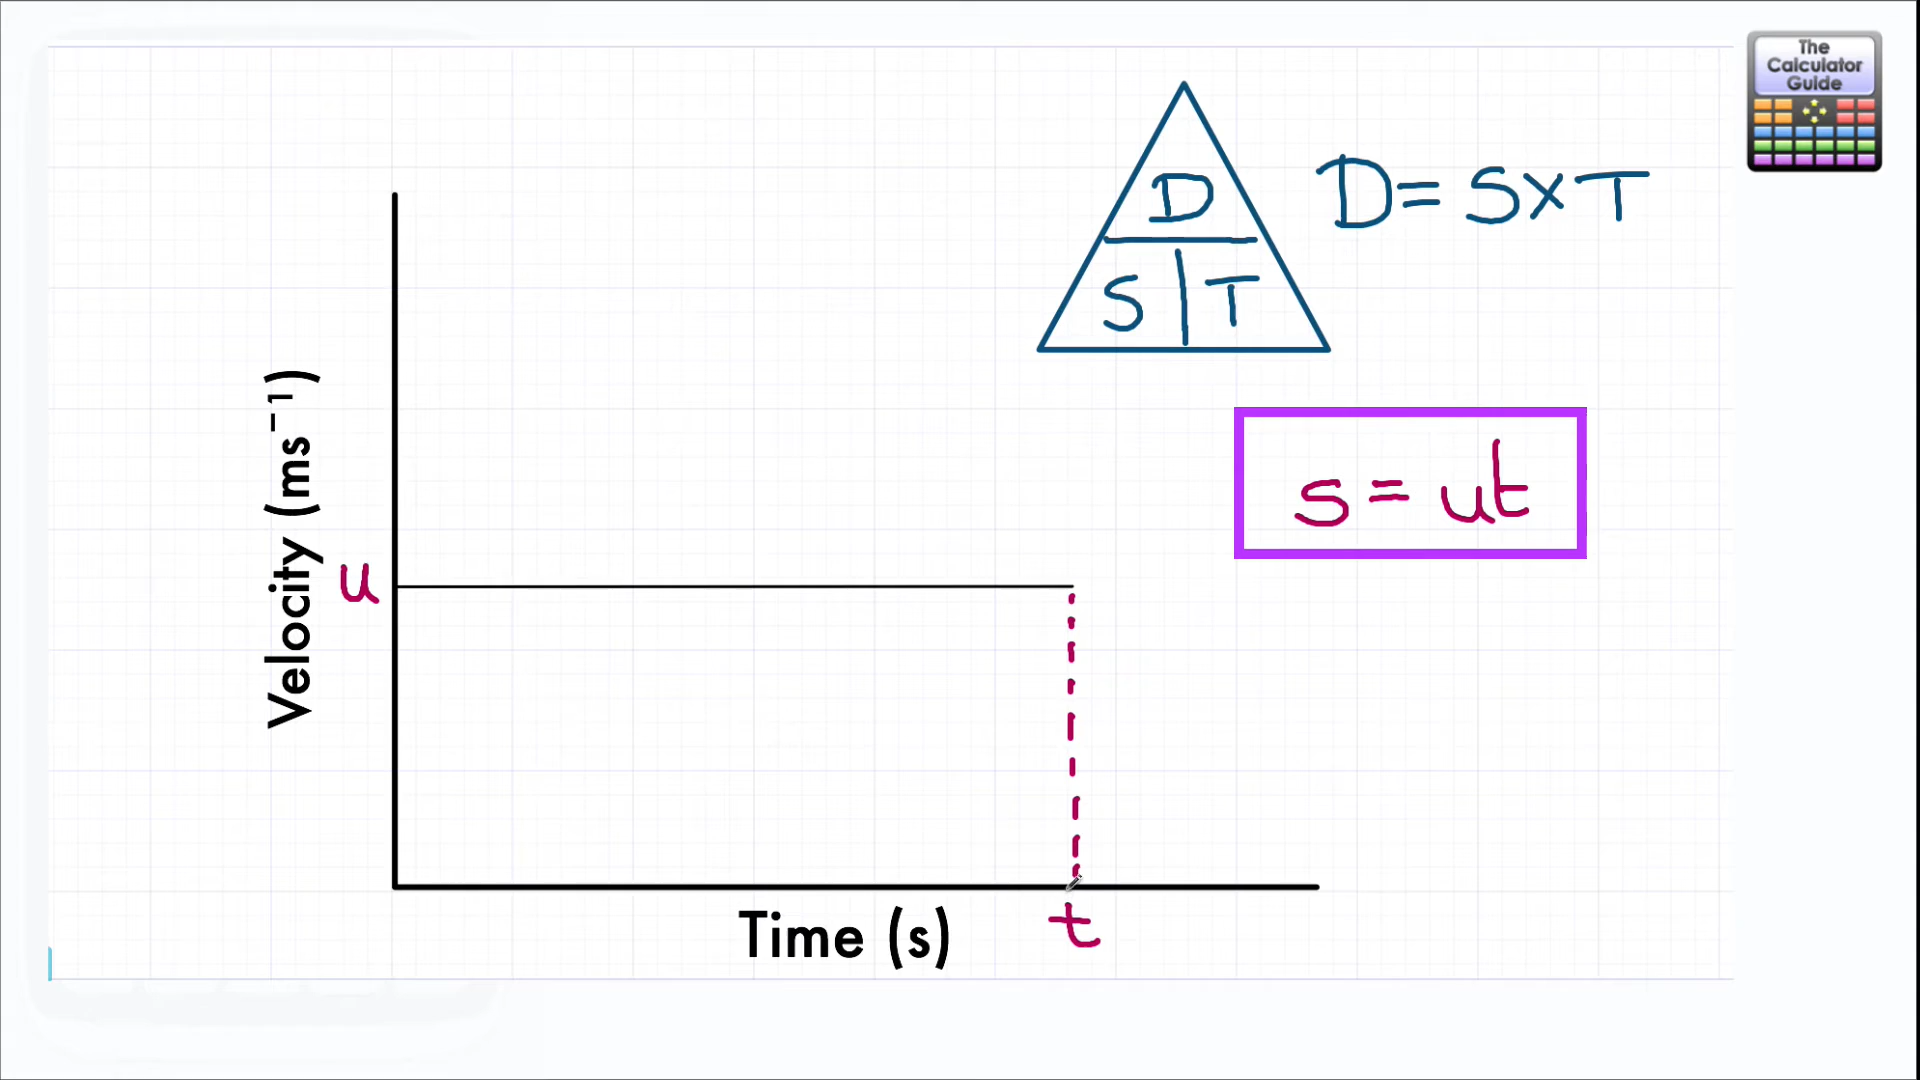 The
Calculator
Guide
D
S T
D = S x T
s = ut
Velocity (ms⁻¹)
u
Time (s)
t